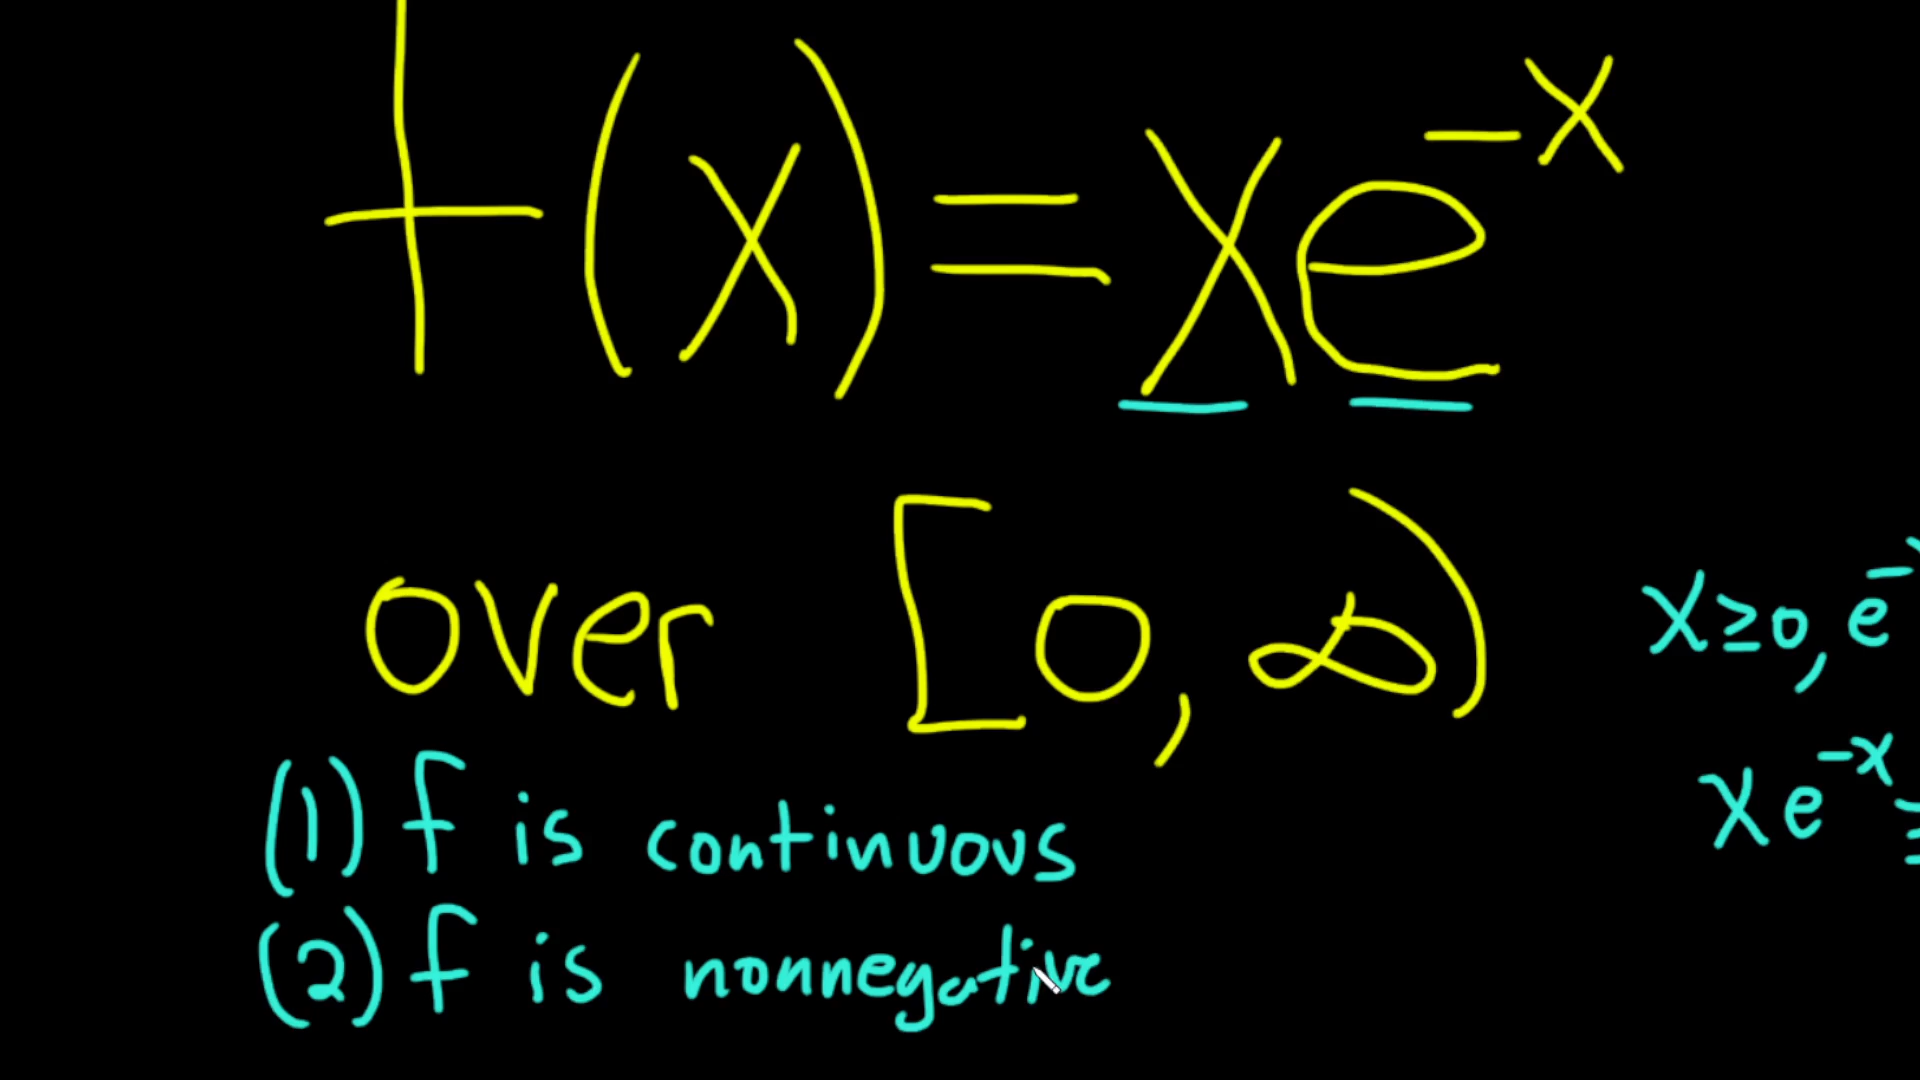 f(x)=xe^{-x}
over [0,∞)
x≥0, e^-
xe^{-x} ≥
(1) f is continuous
(2) f is nonnegative